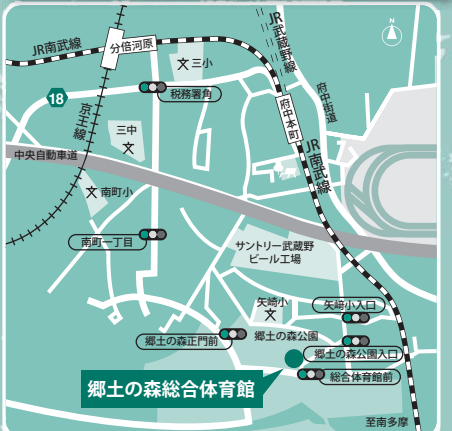 N
JR南武線
分倍河原
三小
JR武蔵野線
18
税務署角
府中本町
府中街道
京王線
三中
JR南武線
中央自動車道
南町小
南町一丁目
サントリー武蔵野
ビール工場
矢崎小
矢崎小入口
郷土の森正門前
郷土の森公園
郷土の森公園入口
総合体育館前
郷土の森総合体育館
至南多摩